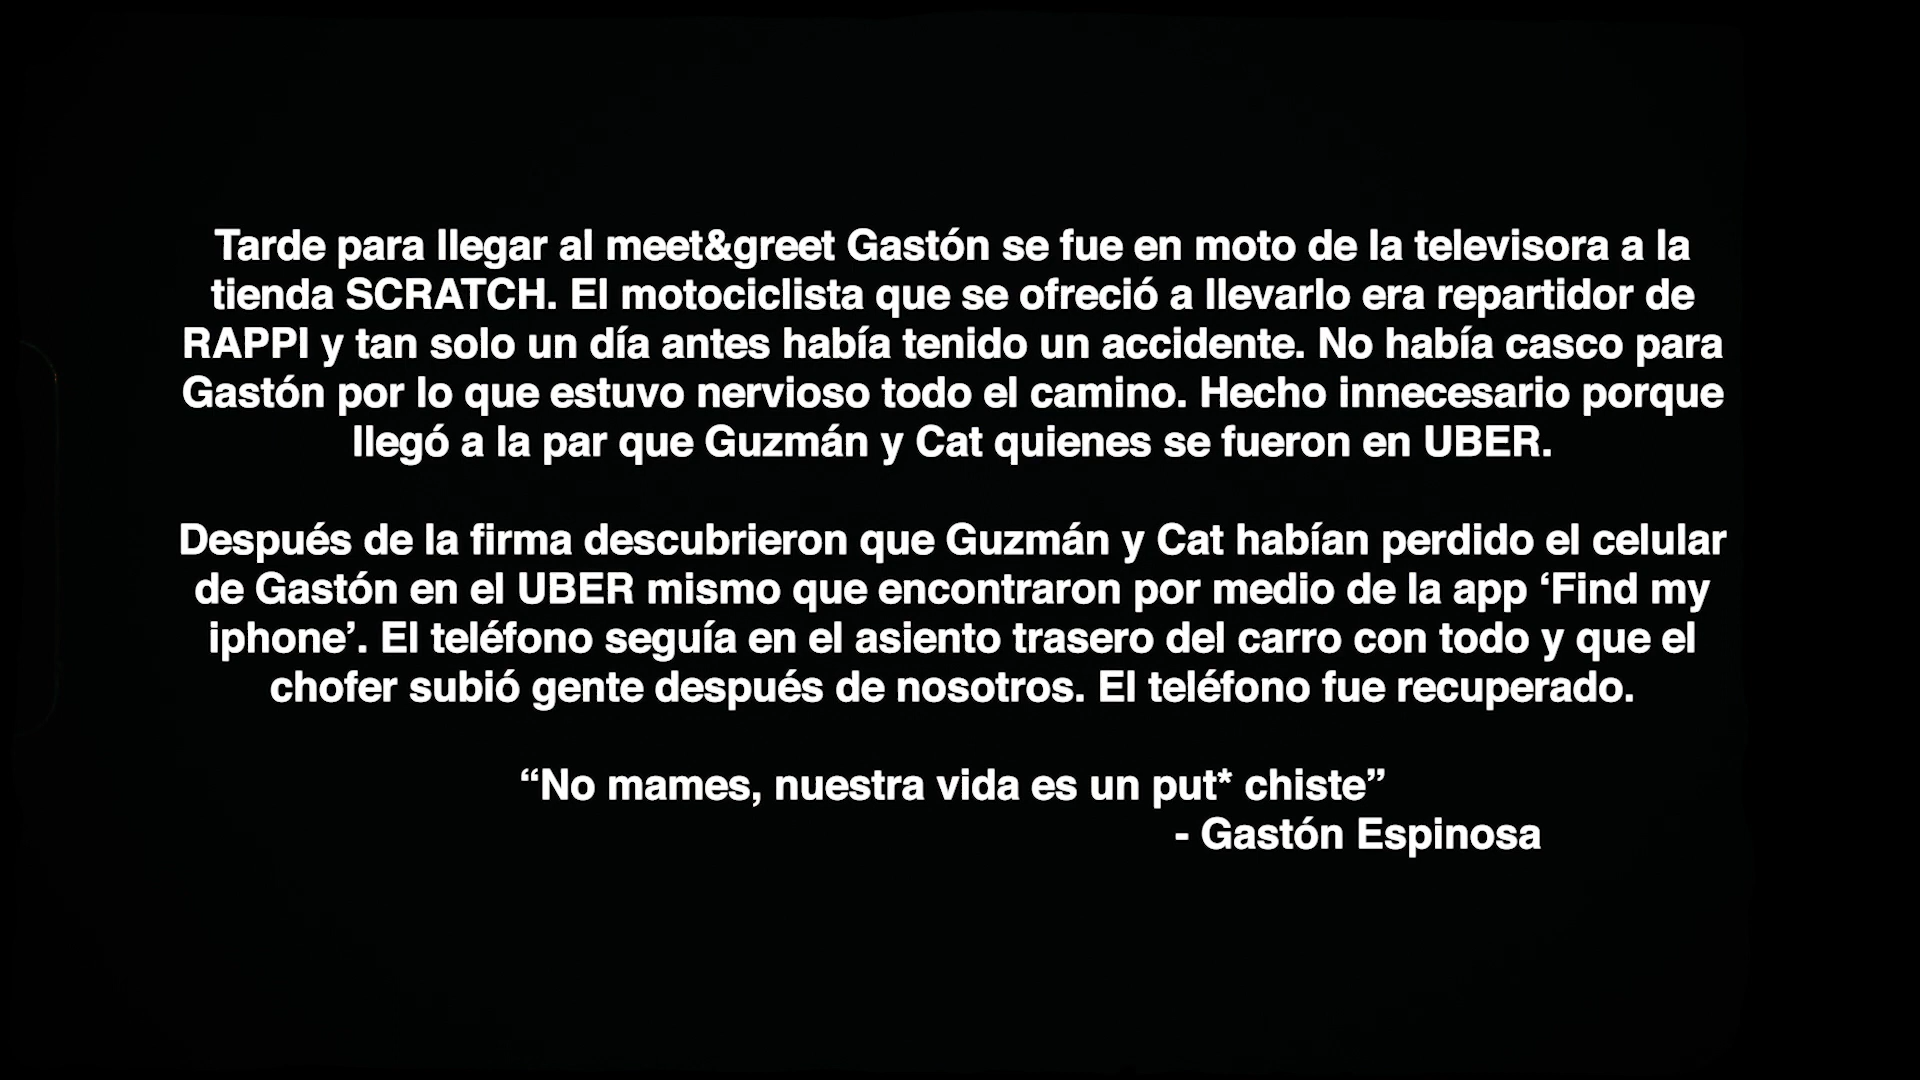 Tarde para llegar al meet&greet Gastón se fue en moto de la televisora a la
tienda SCRATCH. El motociclista que se ofreció a llevarlo era repartidor de
RAPPI y tan solo un día antes había tenido un accidente. No había casco para
Gastón por lo que estuvo nervioso todo el camino. Hecho innecesario porque
llegó a la par que Guzmán y Cat quienes se fueron en UBER.
Después de la firma descubrieron que Guzmán y Cat habían perdido el celular
de Gastón en el UBER mismo que encontraron por medio de la app ‘Find my
iphone’. El teléfono seguía en el asiento trasero del carro con todo y que el
chofer subió gente después de nosotros. El teléfono fue recuperado.
“No mames, nuestra vida es un put* chiste”
- Gastón Espinosa